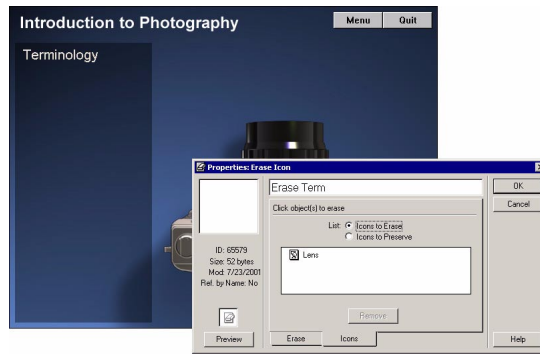 Introduction to Photography
Menu
Quit
Terminology
Properties: Erase Icon
Erase Term
OK
Cancel
Click object(s) to erase
List: Icons to Erase
Icons to Preserve
Lens
ID: 65579
Size: 52 bytes
Mod: 7/23/2001
Ref. by Name: No
Remove
Preview
Erase
Icons
Help